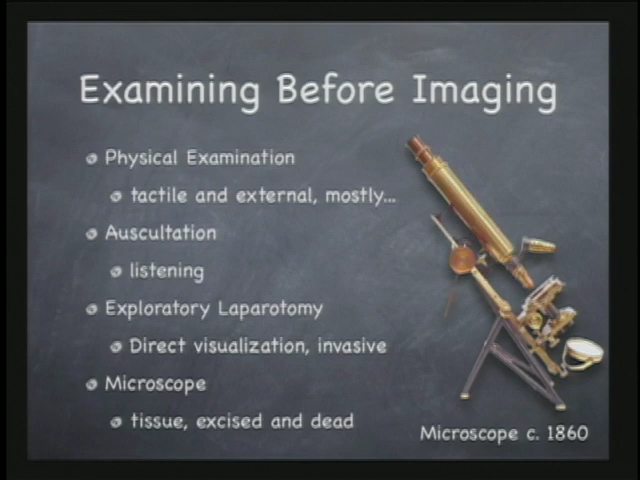 Examining Before Imaging
Physical Examination
tactile and external, mostly...
Auscultation
listening
Exploratory Laparotomy
Direct visualization, invasive
Microscope
tissue, excised and dead
Microscope c. 1860